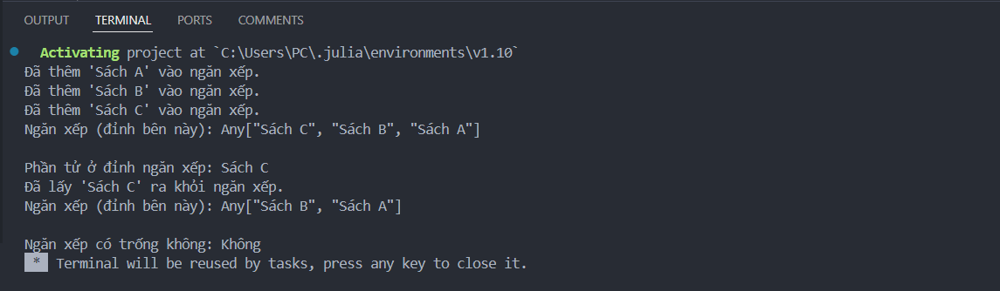 OUTPUT TERMINAL PORTS COMMENTS
Activating project at `C:\Users\PC\.julia\environments\v1.10`
Đã thêm 'Sách A' vào ngăn xếp.
Đã thêm 'Sách B' vào ngăn xếp.
Đã thêm 'Sách C' vào ngăn xếp.
Ngăn xếp (đỉnh bên này): Any["Sách C", "Sách B", "Sách A"]
Phần tử ở đỉnh ngăn xếp: Sách C
Đã lấy 'Sách C' ra khỏi ngăn xếp.
Ngăn xếp (đỉnh bên này): Any["Sách B", "Sách A"]
Ngăn xếp có trống không: Không
* Terminal will be reused by tasks, press any key to close it.